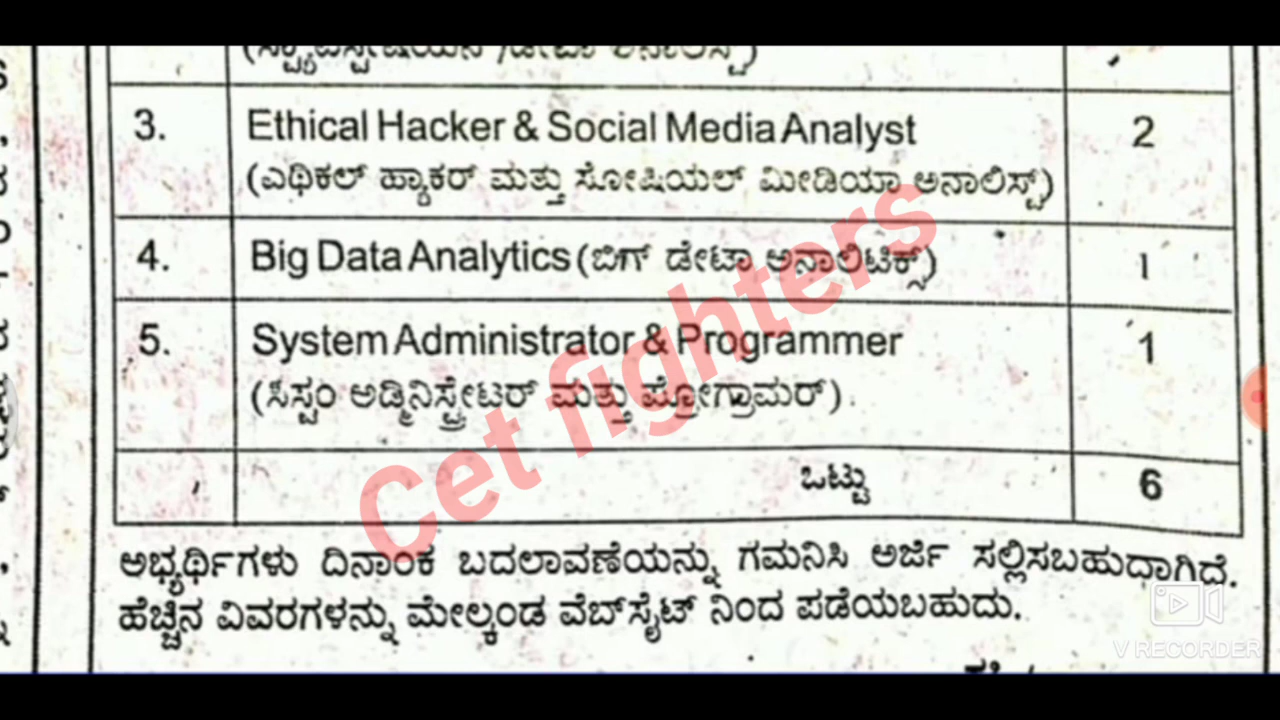 3. Ethical Hacker & Social Media Analyst 2
(ಎಥಿಕಲ್ ಹ್ಯಾಕರ್ ಮತ್ತು ಸೋಷಿಯಲ್ ಮೀಡಿಯಾ ಅನಾಲಿಸ್ಟ್)
4. Big Data Analytics (ಬಿಗ್ ಡೇಟಾ ಅನಾಲಿಟಿಕ್ಸ್) 1
5. System Administrator & Programmer 1
(ಸಿಸ್ಟಂ ಅಡ್ಮಿನಿಸ್ಟ್ರೇಟರ್ ಮತ್ತು ಪ್ರೋಗ್ರಾಮರ್).
ಒಟ್ಟು 6
ಅಭ್ಯರ್ಥಿಗಳು ದಿನಾಂಕ ಬದಲಾವಣೆಯನ್ನು ಗಮನಿಸಿ ಅರ್ಜಿ ಸಲ್ಲಿಸಬಹುದಾಗಿದೆ.
ಹೆಚ್ಚಿನ ವಿವರಗಳನ್ನು ಮೇಲ್ಕಂಡ ವೆಬ್‌ಸೈಟ್ ನಿಂದ ಪಡೆಯಬಹುದು.
Cet fighters
V RECORDER